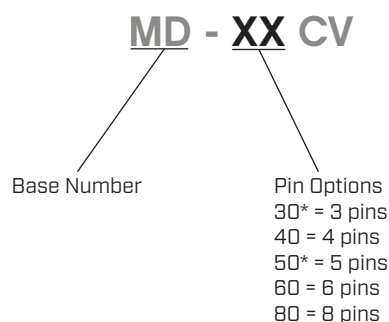 MD - XX CV
Base Number
Pin Options
30* = 3 pins
40 = 4 pins
50* = 5 pins
60 = 6 pins
80 = 8 pins